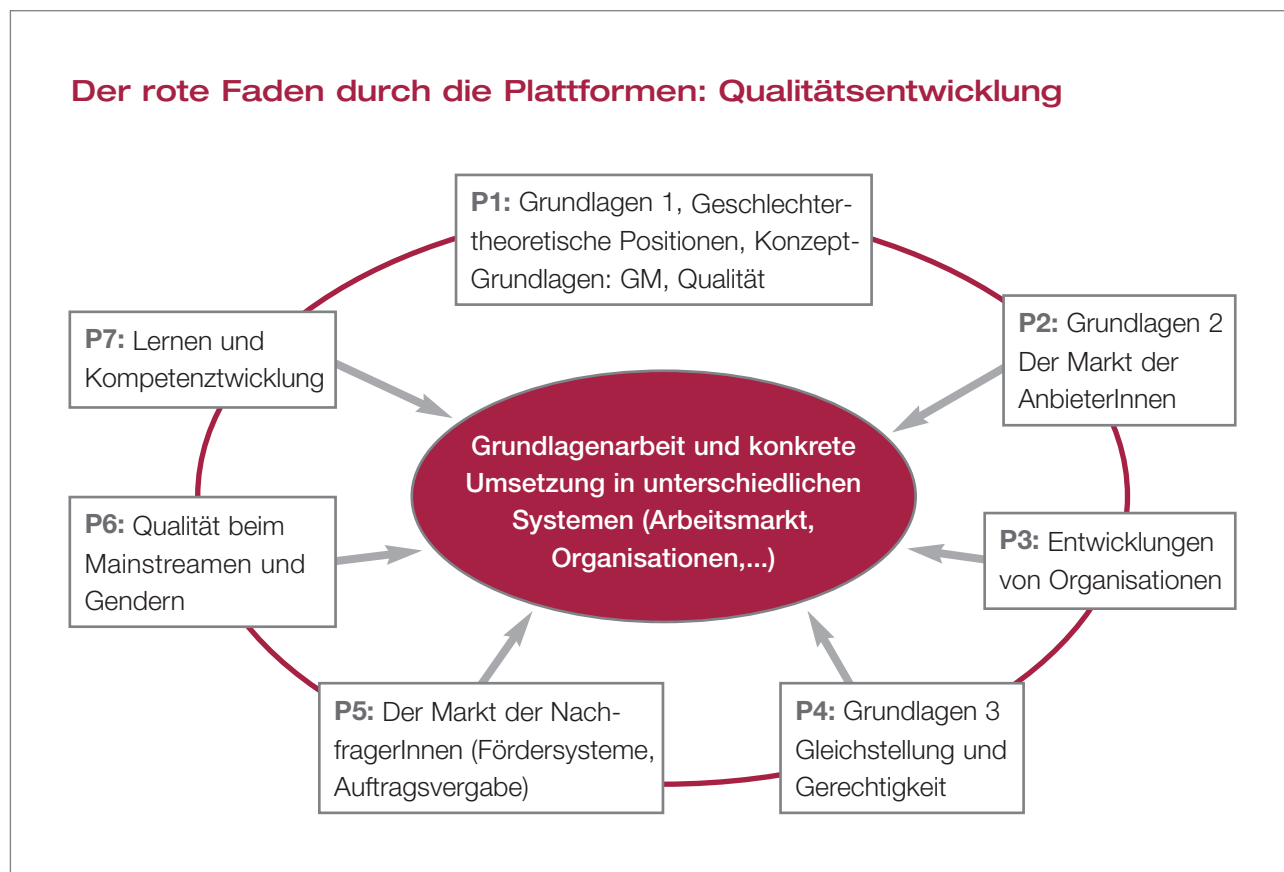 Der rote Faden durch die Plattformen: Qualitätsentwicklung
P1: Grundlagen 1, Geschlechter-
theoretische Positionen, Konzept-
Grundlagen: GM, Qualität
P2: Grundlagen 2
Der Markt der
AnbieterInnen
P3: Entwicklungen
von Organisationen
P4: Grundlagen 3
Gleichstellung und
Gerechtigkeit
P5: Der Markt der Nach-
fragerInnen (Fördersysteme,
Auftragsvergabe)
P6: Qualität beim
Mainstreamen und
Gendern
P7: Lernen und
Kompetenztwicklung
Grundlagenarbeit und konkrete
Umsetzung in unterschiedlichen
Systemen (Arbeitsmarkt,
Organisationen,...)